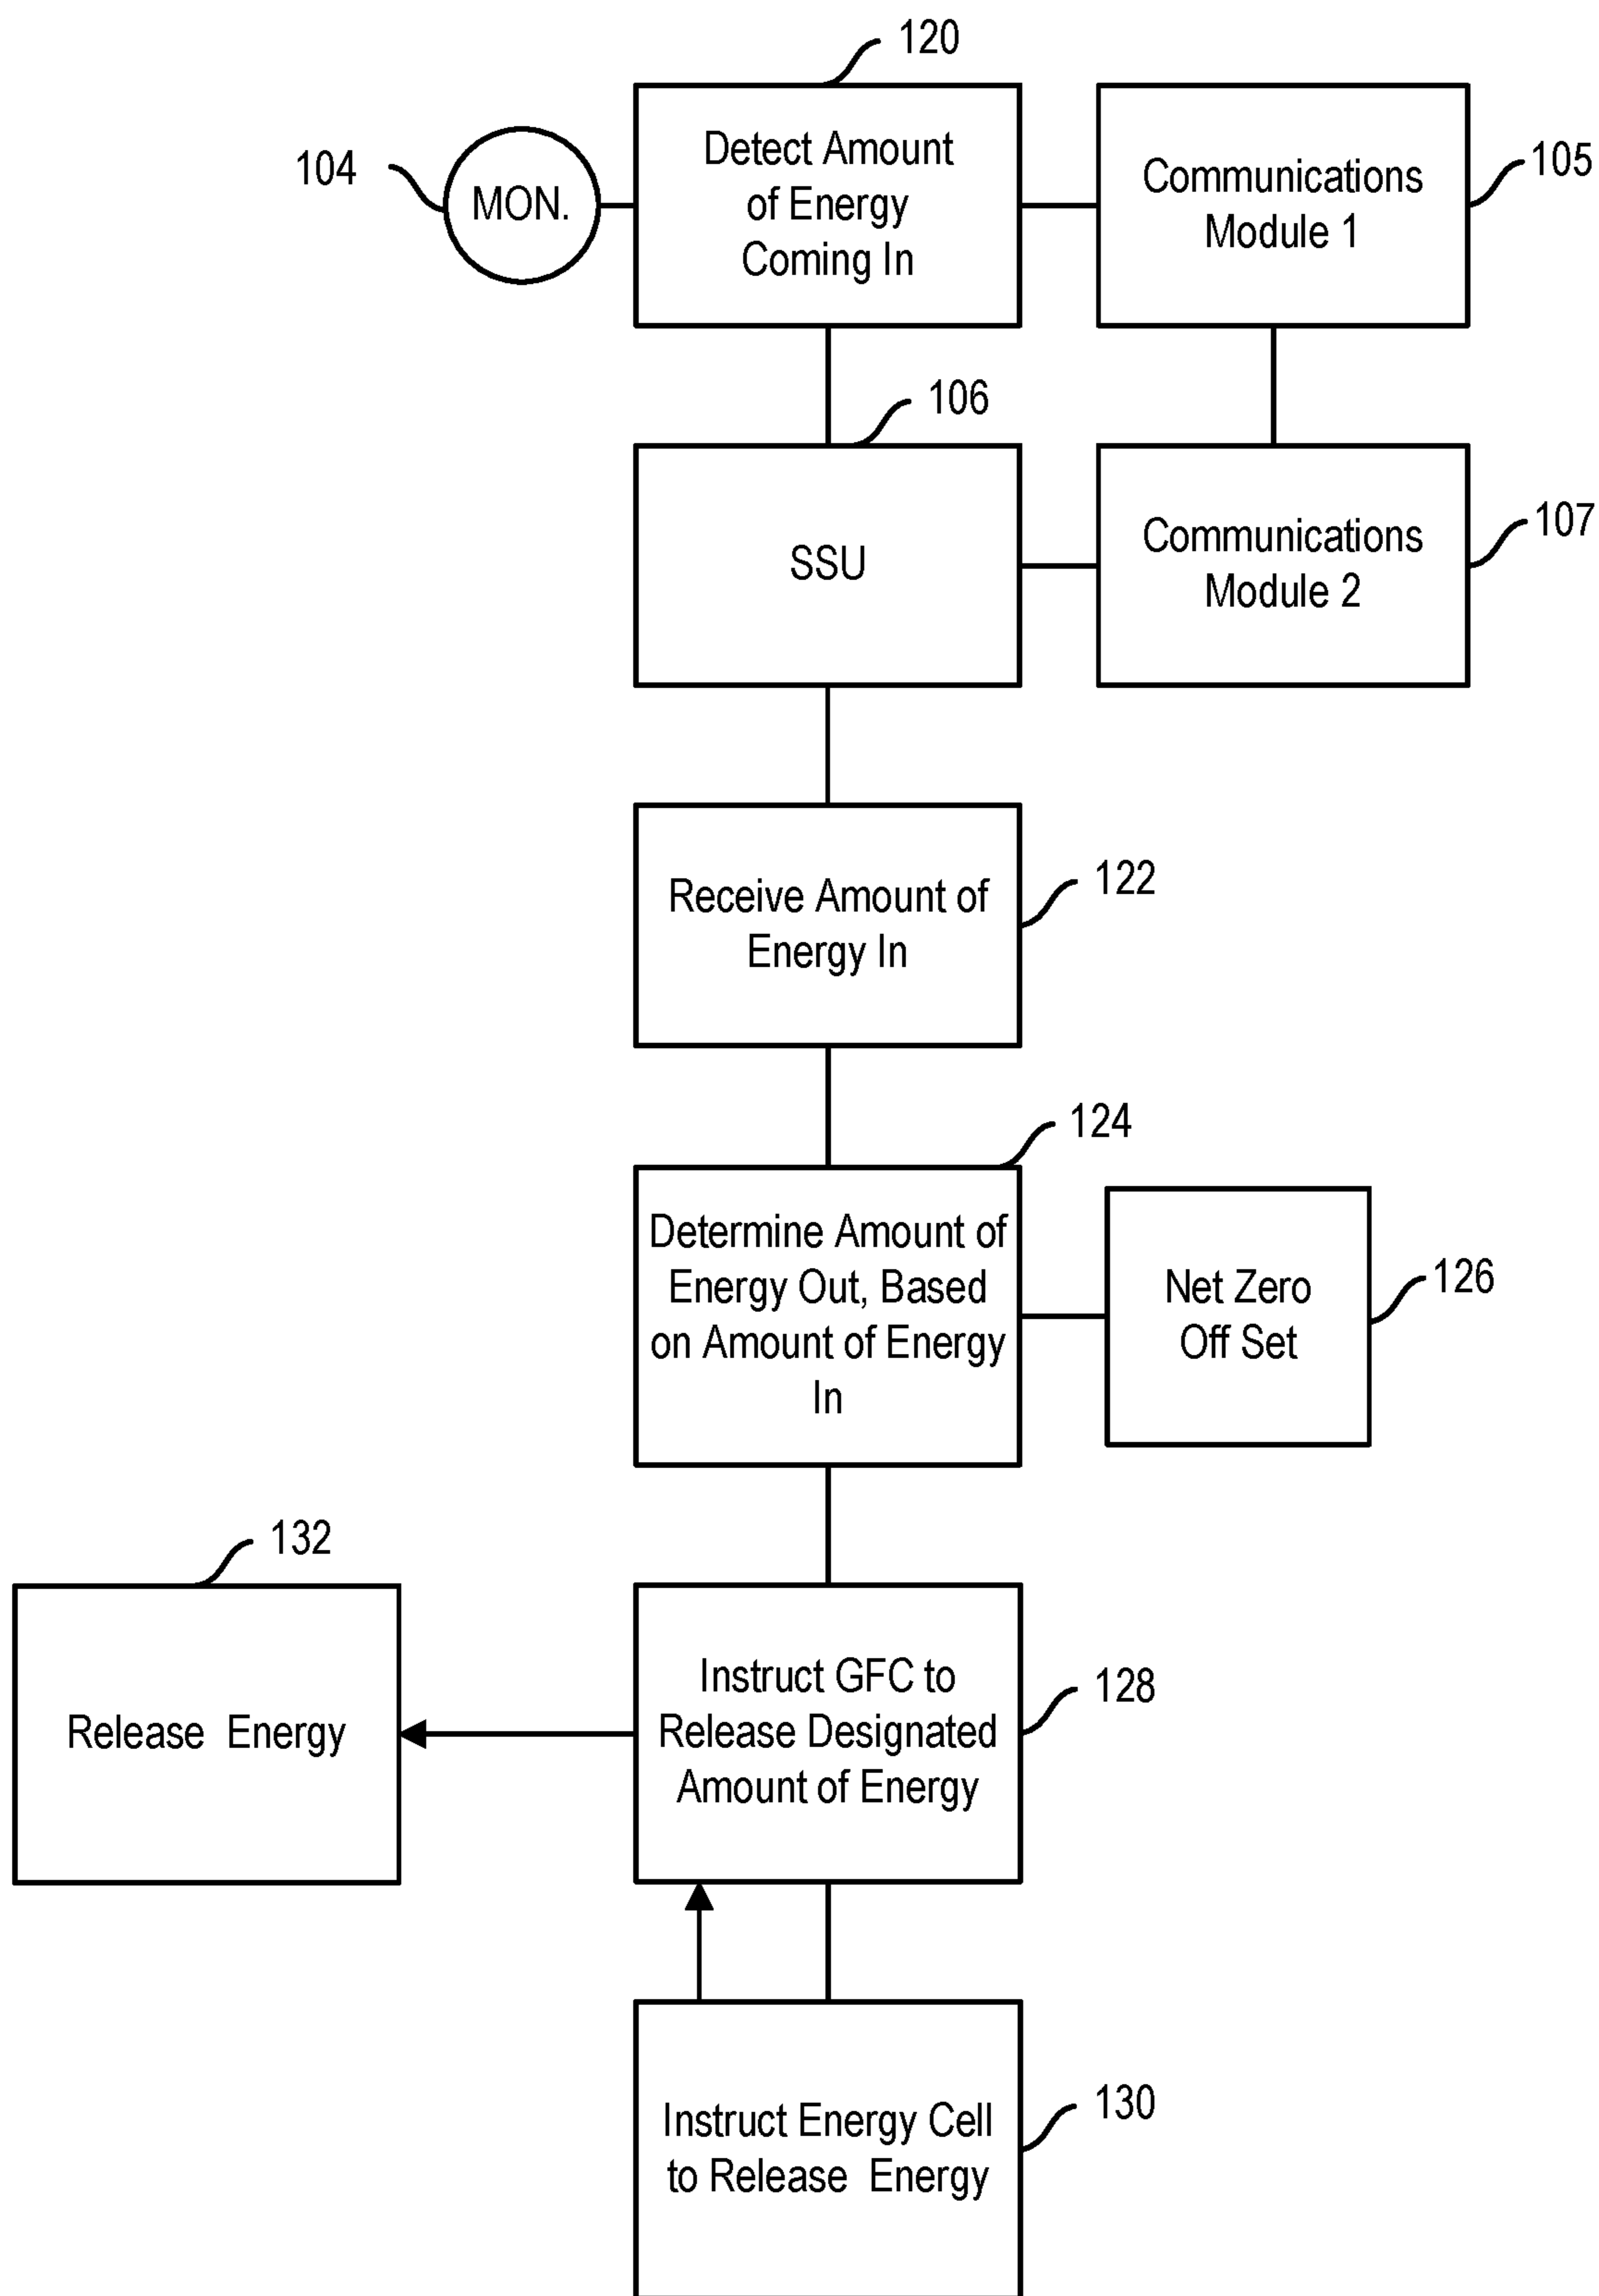 120
Detect Amount
of Energy
Coming In
104
MON.
Communications
Module 1
105
106
SSU
Communications
Module 2
107
Receive Amount of
Energy In
122
124
Determine Amount of
Energy Out, Based
on Amount of Energy
In
Net Zero
Off Set
126
132
Release Energy
Instruct GFC to
Release Designated
Amount of Energy
128
Instruct Energy Cell
to Release Energy
130